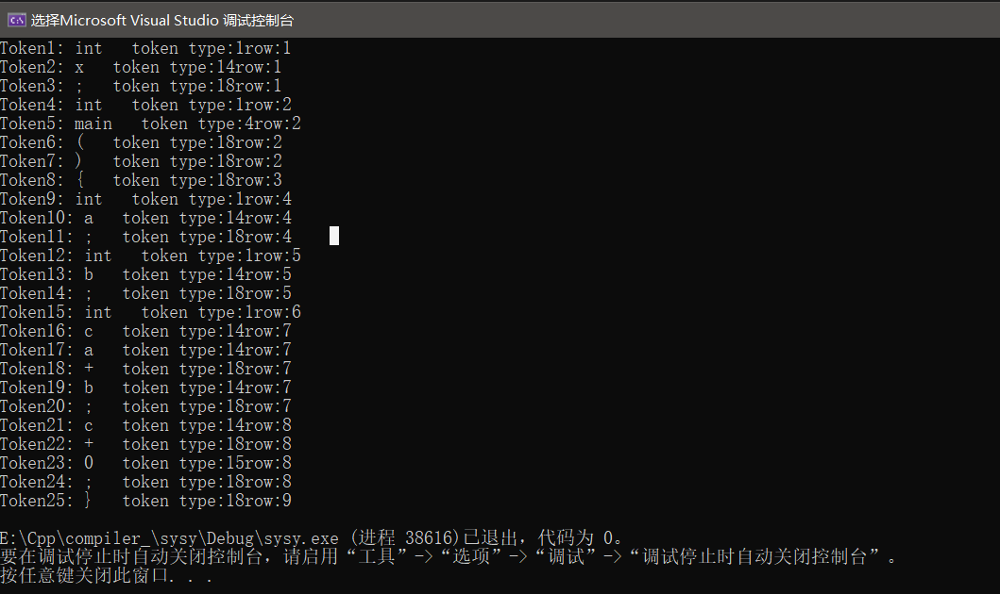 选择Microsoft Visual Studio 调试控制台
Token1: int   token type:1row:1
Token2: x   token type:14row:1
Token3: ;   token type:18row:1
Token4: int   token type:1row:2
Token5: main   token type:4row:2
Token6: (   token type:18row:2
Token7: )   token type:18row:2
Token8: {   token type:18row:3
Token9: int   token type:1row:4
Token10: a   token type:14row:4
Token11: ;   token type:18row:4
Token12: int   token type:1row:5
Token13: b   token type:14row:5
Token14: ;   token type:18row:5
Token15: int   token type:1row:6
Token16: c   token type:14row:7
Token17: a   token type:14row:7
Token18: +   token type:18row:7
Token19: b   token type:14row:7
Token20: ;   token type:18row:7
Token21: c   token type:14row:8
Token22: +   token type:18row:8
Token23: 0   token type:15row:8
Token24: ;   token type:18row:8
Token25: }   token type:18row:9
E:\Cpp\compiler_\sysy\Debug\sysy.exe (进程 38616)已退出，代码为 0。
要在调试停止时自动关闭控制台，请启用“工具”->“选项”->“调试”->“调试停止时自动关闭控制台”。
按任意键关闭此窗口. . .